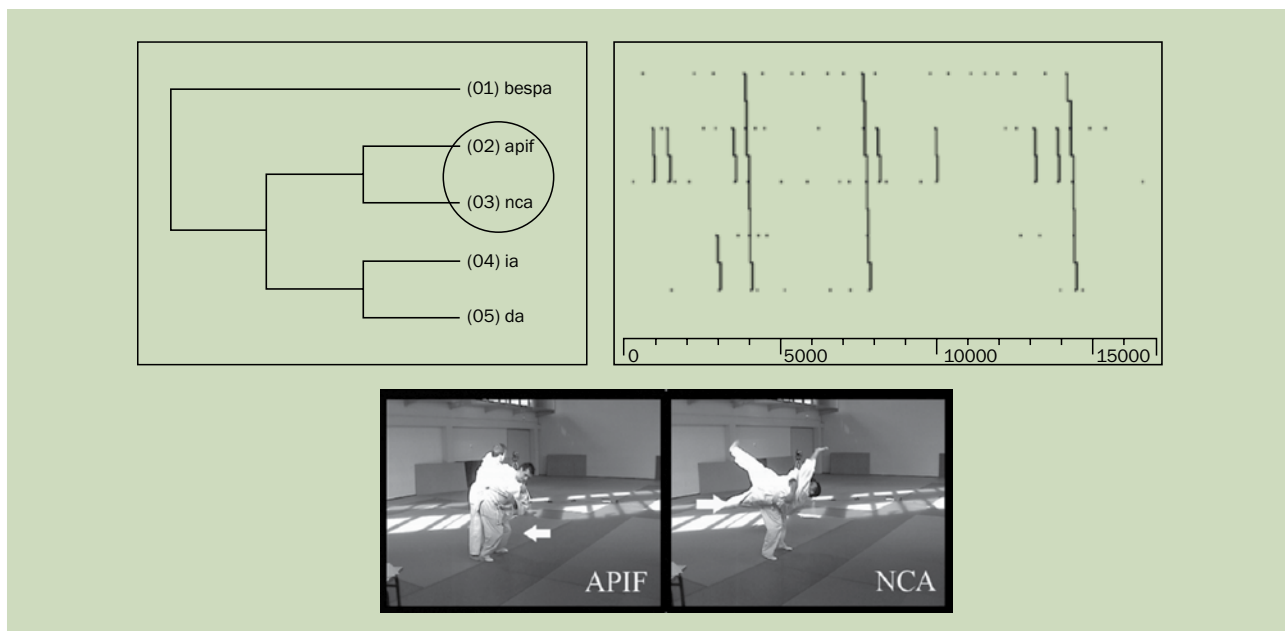 (01) bespa
(02) apif
(03) nca
(04) ia
(05) da
0 5000 10000 15000
APIF NCA